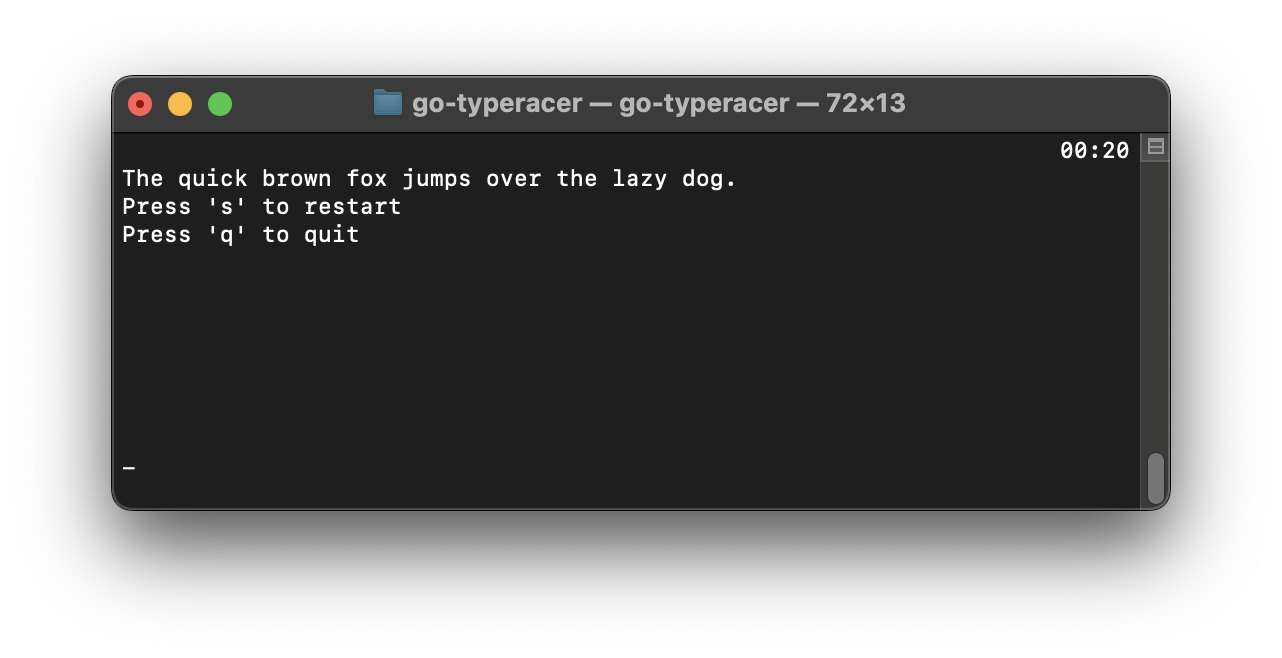 go-typeracer — go-typeracer — 72×13
00:20
The quick brown fox jumps over the lazy dog.
Press 's' to restart
Press 'q' to quit